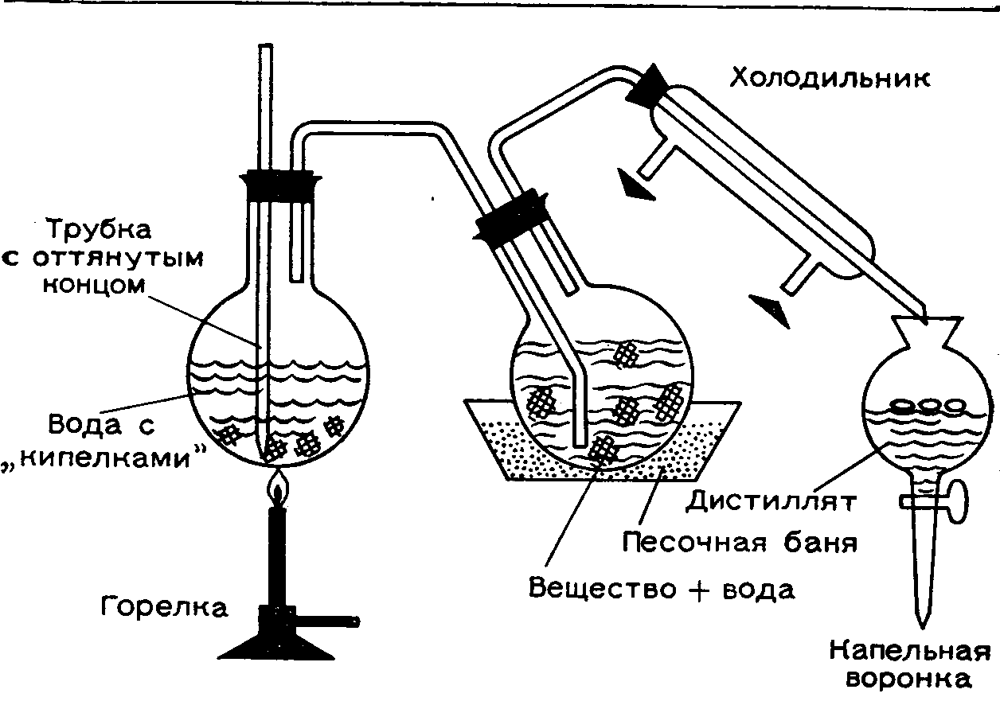 Холодильник
Трубка
с оттянутым
концом
Вода с
„кипелками”
Дистиллят
Песочная баня
Вещество + вода
Горелка
Капельная
воронка